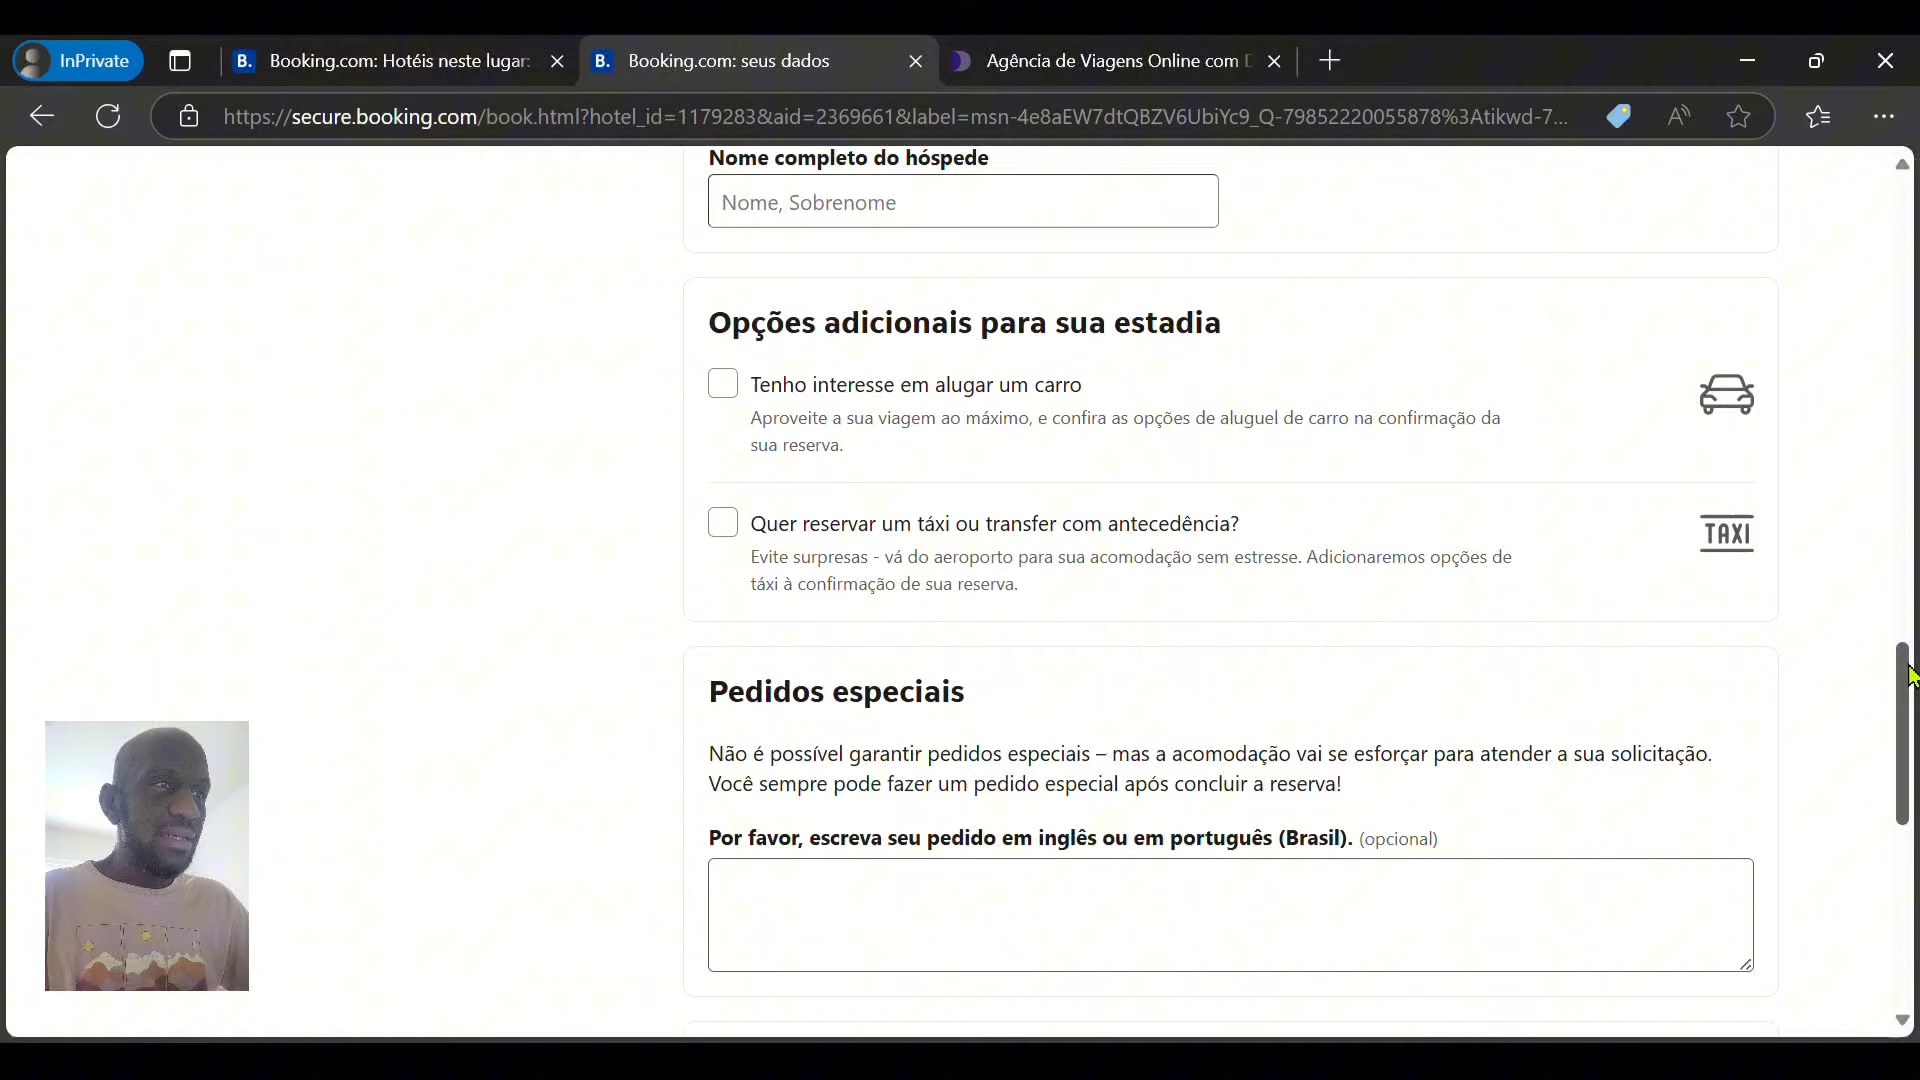 InPrivate
B. Booking.com: Hotéis neste lugar:
B. Booking.com: seus dados
Agência de Viagens Online com D
https://secure.booking.com/book.html?hotel_id=1179283&aid=2369661&label=msn-4e8aEW7dtQBZV6UbiYc9_Q-79852220055878%3Atikwd-7...
Nome completo do hóspede
Nome, Sobrenome
Opções adicionais para sua estadia
Tenho interesse em alugar um carro
Aproveite a sua viagem ao máximo, e confira as opções de aluguel de carro na confirmação da
sua reserva.
Quer reservar um táxi ou transfer com antecedência?
TAXI
Evite surpresas - vá do aeroporto para sua acomodação sem estresse. Adicionaremos opções de
táxi à confirmação de sua reserva.
Pedidos especiais
Não é possível garantir pedidos especiais – mas a acomodação vai se esforçar para atender a sua solicitação.
Você sempre pode fazer um pedido especial após concluir a reserva!
Por favor, escreva seu pedido em inglês ou em português (Brasil). (opcional)